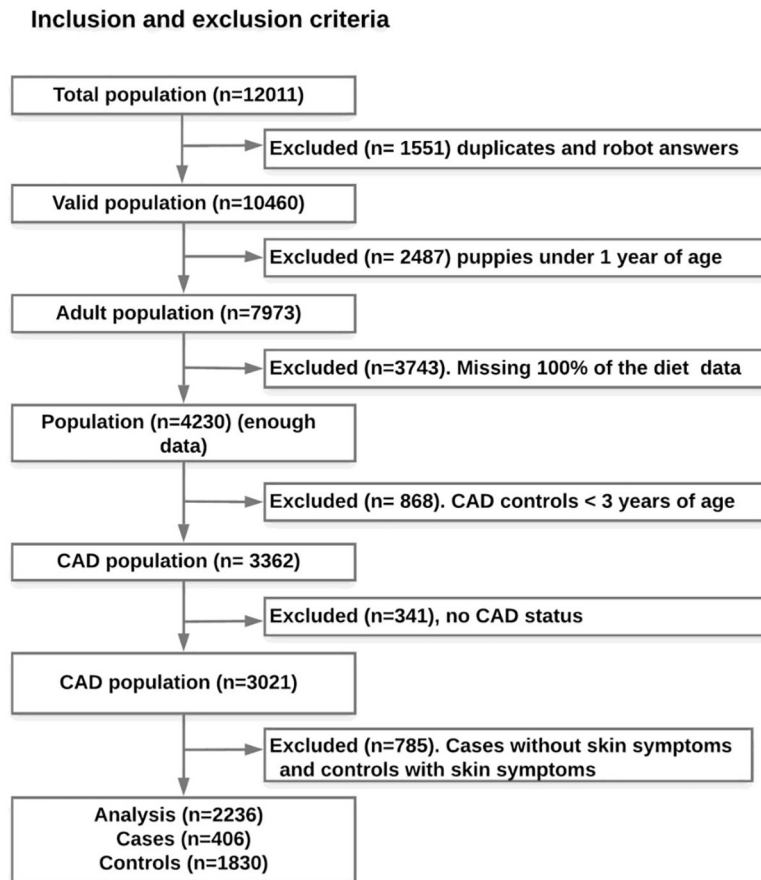 Inclusion and exclusion criteria
Total population (n=12011)
Excluded (n= 1551) duplicates and robot answers
Valid population (n=10460)
Excluded (n= 2487) puppies under 1 year of age
Adult population (n=7973)
Excluded (n=3743). Missing 100% of the diet data
Population (n=4230) (enough
data)
Excluded (n= 868). CAD controls < 3 years of age
CAD population (n= 3362)
Excluded (n=341), no CAD status
CAD population (n=3021)
Excluded (n=785). Cases without skin symptoms
and controls with skin symptoms
Analysis (n=2236)
Cases (n=406)
Controls (n=1830)